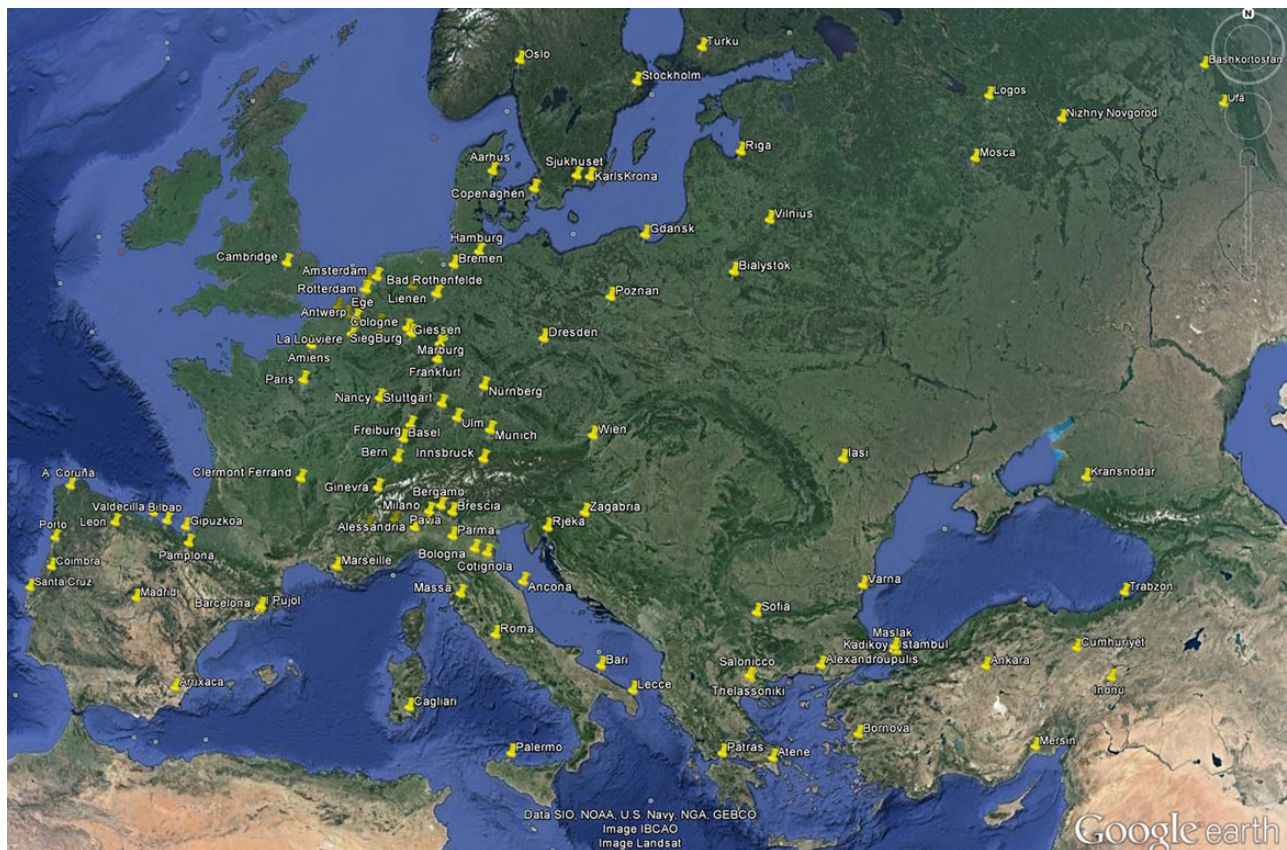 N
Turku
Oslo
Bashkortostan
Stockholm
Logos
Ufa
Nizhny Novgorod
Riga
Mosca
Aarhus
Sjukhuset
KarlsKrona
Copenaghen
Vilnius
Gdansk
Hamburg
Cambridge
Bremen
Bialystok
Amsterdam
Bad Rothenfelde
Rotterdam
Lienen
Poznan
Ege
Antwerp
Cologne
Giessen
Dresden
La Louviere
SiegBurg
Marburg
Amiens
Frankfurt
Paris
Nürnberg
Nancy
Stuttgart
Ulm
Freiburg
Basel
Munich
Wien
Bern
Innsbruck
Iasi
A Coruña
Clermont Ferrand
Kransnodar
Ginevra
Bergamo
Valdecilla
Bilbao
Milano
Brescia
Zagabria
Leon
Gipuzkoa
Alessandria
Pavia
Rjeka
Porto
Parma
Pamplona
Bologna
Coimbra
Marseille
Cotignola
Santa Cruz
Massa
Ancona
Varna
Trabzon
Madrid
Barcelona
l Pujol
Sofia
Roma
Maslak
Kadikoy
Istambul
Cumhuriyet
Bari
Salonicco
Alexandroupulis
Ankara
Arrixaca
Lecce
Thelassoniki
Inonu
Cagliari
Bornova
Palermo
Patras
Atene
Mersin
Data SIO, NOAA, U.S. Navy, NGA, GEBCO
Image IBCAO
Image Landsat
Google earth